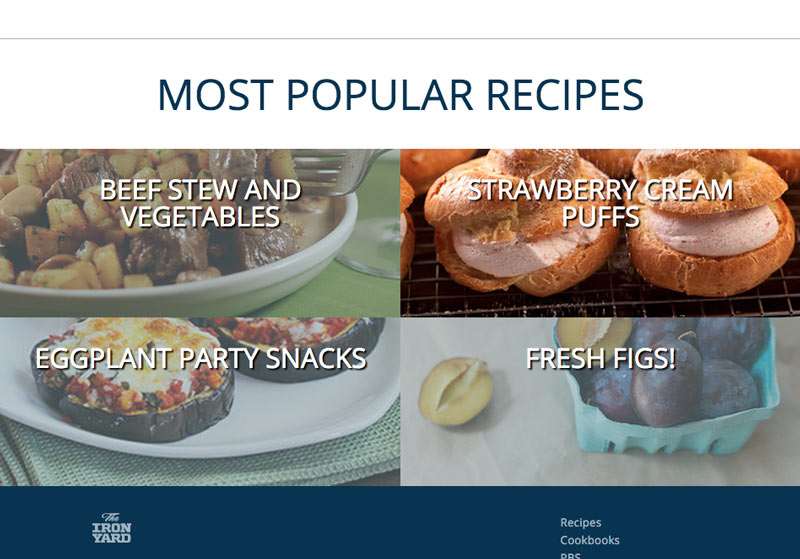 MOST POPULAR RECIPES
BEEF STEW AND
VEGETABLES
STRAWBERRY CREAM
PUFFS
EGGPLANT PARTY SNACKS
FRESH FIGS!
The
IRON
YARD
Recipes
Cookbooks
PBS